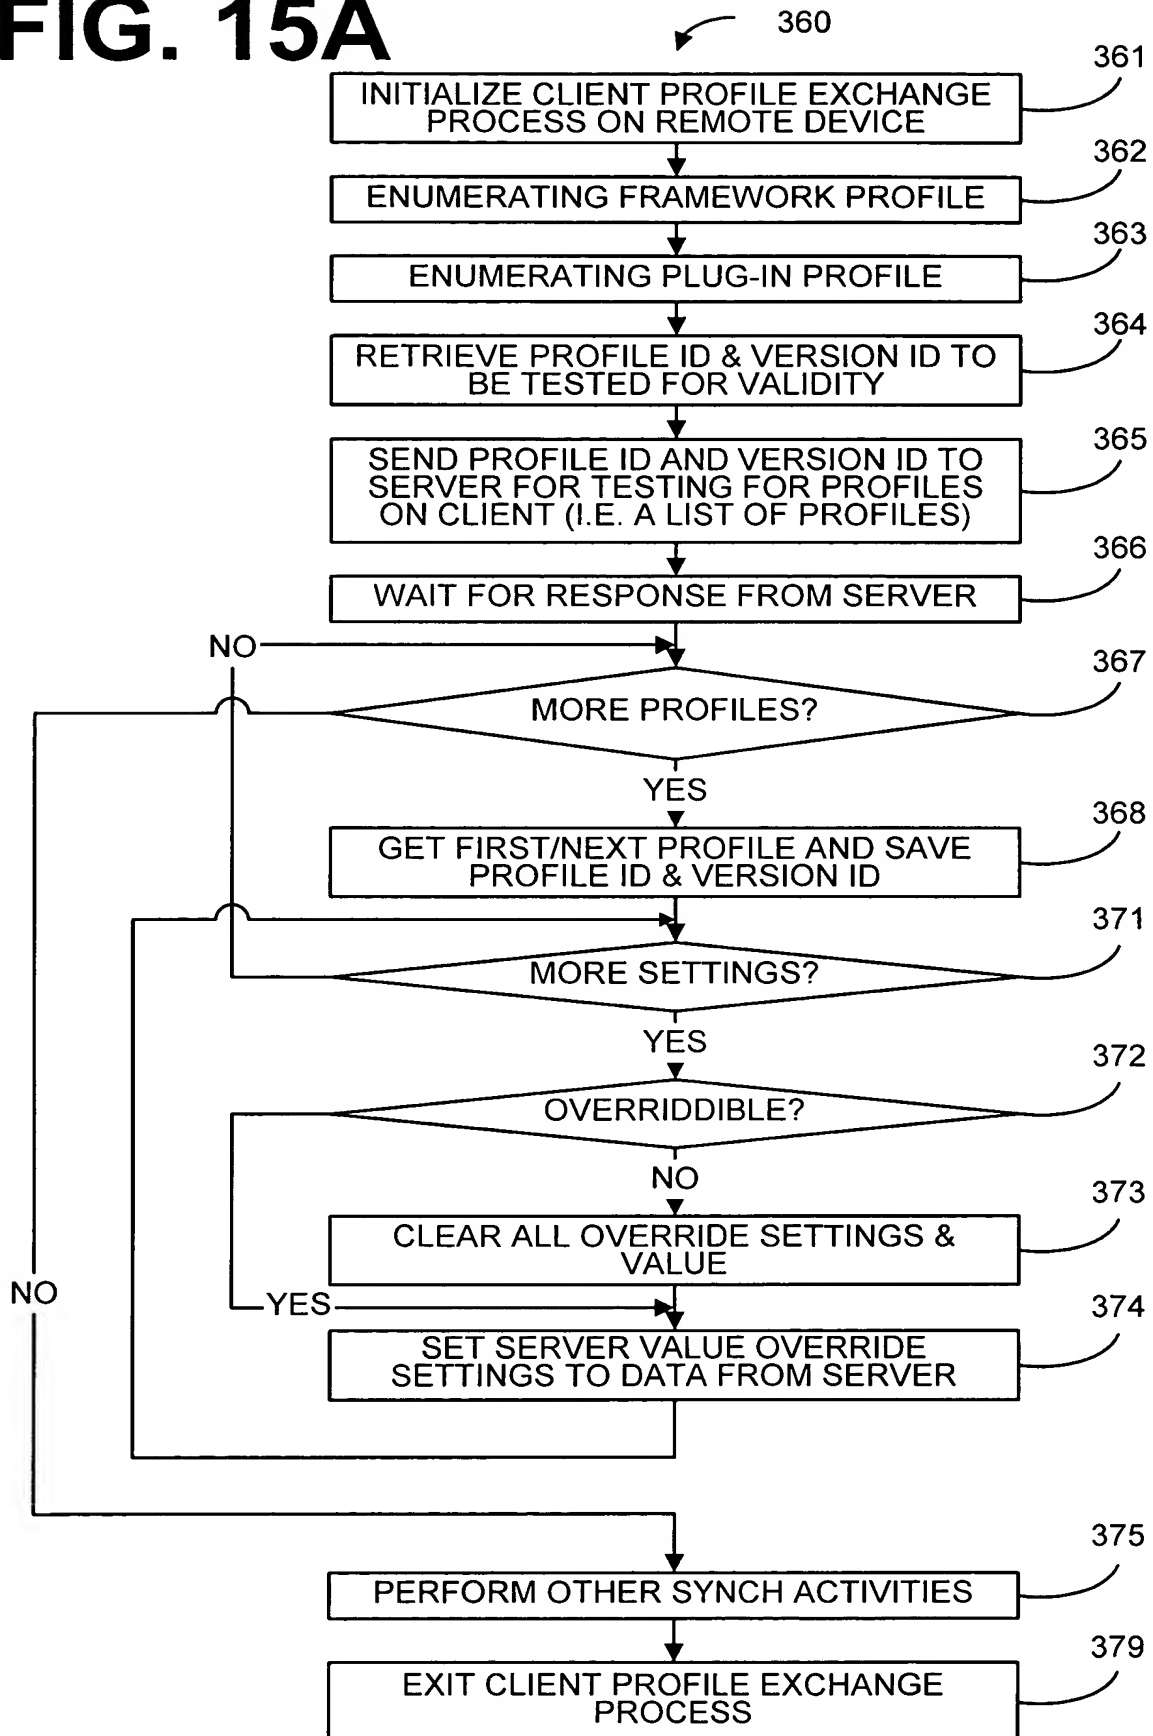 FIG. 15A
360
361
INITIALIZE CLIENT PROFILE EXCHANGE
PROCESS ON REMOTE DEVICE
362
ENUMERATING FRAMEWORK PROFILE
363
ENUMERATING PLUG-IN PROFILE
364
RETRIEVE PROFILE ID & VERSION ID TO
BE TESTED FOR VALIDITY
365
SEND PROFILE ID AND VERSION ID TO
SERVER FOR TESTING FOR PROFILES
ON CLIENT (I.E. A LIST OF PROFILES)
366
WAIT FOR RESPONSE FROM SERVER
NO
367
MORE PROFILES?
YES
368
GET FIRST/NEXT PROFILE AND SAVE
PROFILE ID & VERSION ID
371
MORE SETTINGS?
YES
372
OVERRIDDIBLE?
NO
373
CLEAR ALL OVERRIDE SETTINGS &
VALUE
NO
YES
374
SET SERVER VALUE OVERRIDE
SETTINGS TO DATA FROM SERVER
375
PERFORM OTHER SYNCH ACTIVITIES
379
EXIT CLIENT PROFILE EXCHANGE
PROCESS